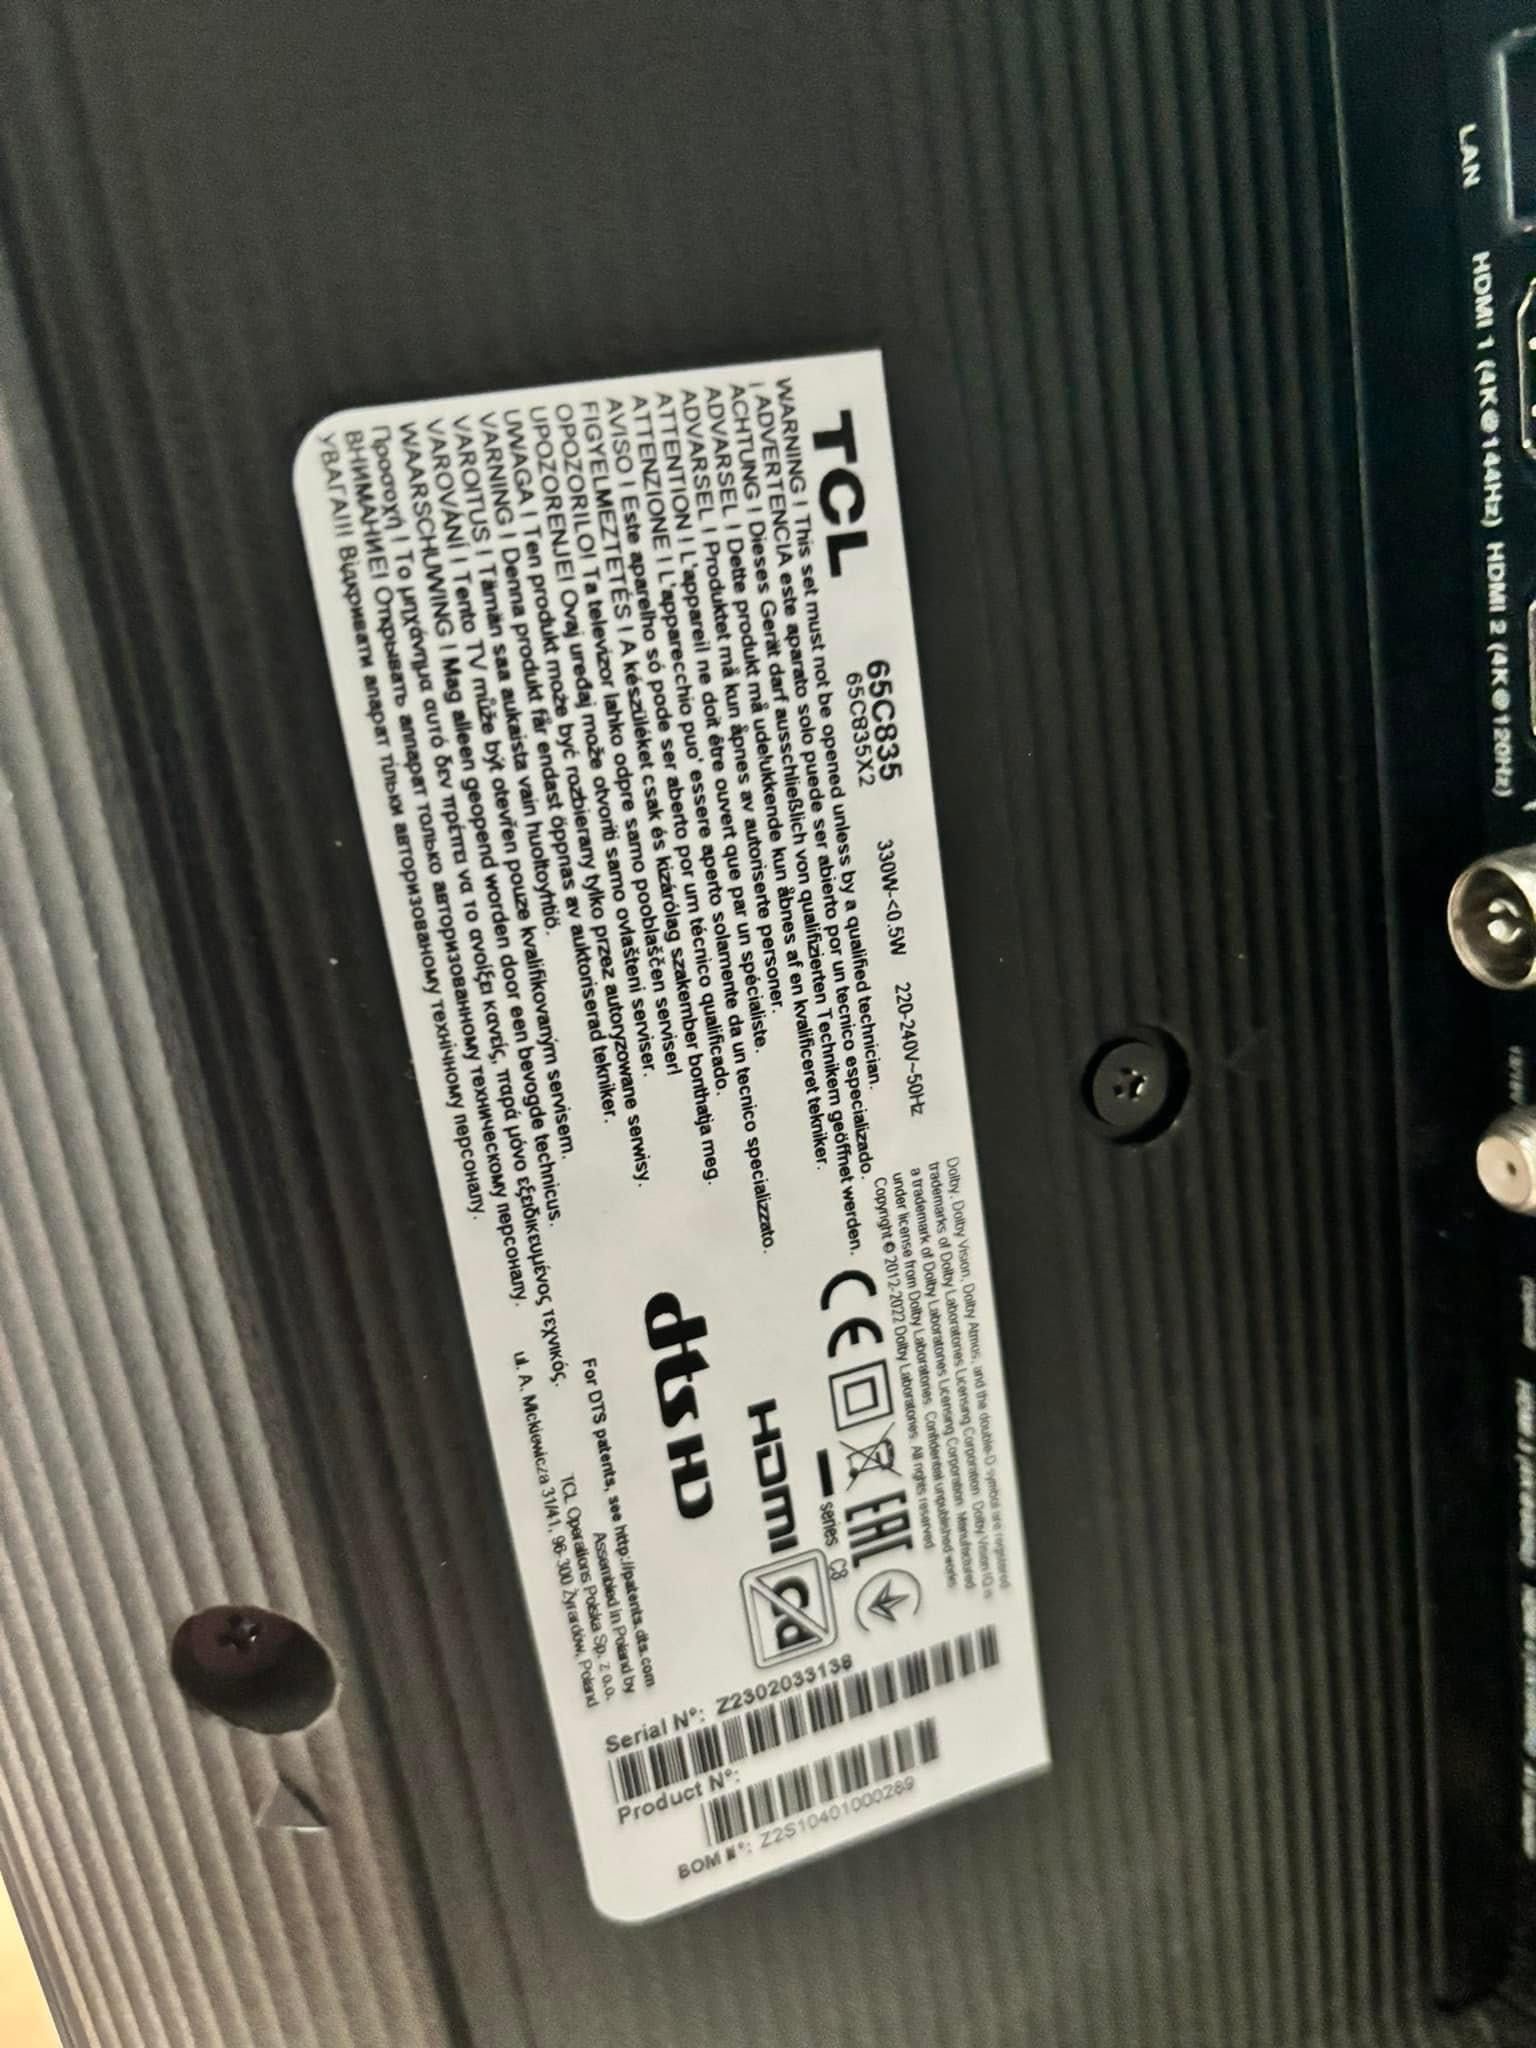 TCL
65C835
65C835X2
330W-<0.5W
220-240V~50Hz
Dolby, Dolby Vision, Dolby Atmos, and the double-D symbol are registered
trademarks of Dolby Laboratories Licensing Corporation. Dolby Vision IQ is
a trademark of Dolby Laboratories Licensing Corporation. Manufactured
under license from Dolby Laboratories. Confidential unpublished works.
Copyright © 2012-2022 Dolby Laboratories. All rights reserved
WARNING ! This set must not be opened unless by a qualified technician.
¡ ADVERTENCIA este aparato solo puede ser abierto por un tecnico especializado.
ACHTUNG ! Dieses Gerät darf ausschließlich von qualifizierten Technikern geöffnet werden.
ADVARSEL ! Dette produkt må udelukkende kun åbnes af en kvalificeret tekniker.
ADVARSEL ! Produktet må kun åpnes av autoriserte personer.
ATTENTION ! L'appareil ne doit être ouvert que par un spécialiste.
ATTENZIONE ! L'apparecchio puo' essere aperto solamente da un tecnico specializzato.
AVISO ! Este aparelho só pode ser aberto por um técnico qualificado.
FIGYELMEZTETÉS ! A készüléket csak és kizárólag szakember bonthatja meg.
OPOZORILO! Ta televizor lahko odpre samo pooblaščen serviser!
UPOZORENJE! Ovaj uređaj može otvoriti samo ovlašteni serviser.
UWAGA ! Ten produkt może być rozbierany tylko przez autoryzowane serwisy.
VARNING ! Denna produkt får endast öppnas av auktoriserad tekniker.
VAROITUS ! Tämän saa aukaista vain huoltoyhtiö.
VAROVÁNÍ ! Tento TV může být otevřen pouze kvalifikovaným servisem.
WAARSCHUWING ! Mag alleen geopend worden door een bevogde technicus.
Προσοχή ! Το μηχάνημα αυτό δεν πρέπει να το ανοίξει κανείς, παρά μόνο εξειδικευμένος τεχνικός.
ВНИМАНИЕ! Открывать аппарат только авторизованному техническому персоналу.
УВАГА!!! Відкривати апарат тільки авторизованому технічному персоналу.
CE
EAC
series C8
HDMI
dts HD
For DTS patents, see http://patents.dts.com
Assembled in Poland by
TCL Operations Polska Sp. z o.o.
ul. A. Mickiewicza 31/41, 96-300 Żyrardów, Poland
Serial N°: Z2302033138
Product N°:
BOM N°: Z2S10401000289
LAN
HDMI 1 (4K@144Hz)
HDMI 2 (4K@120Hz)